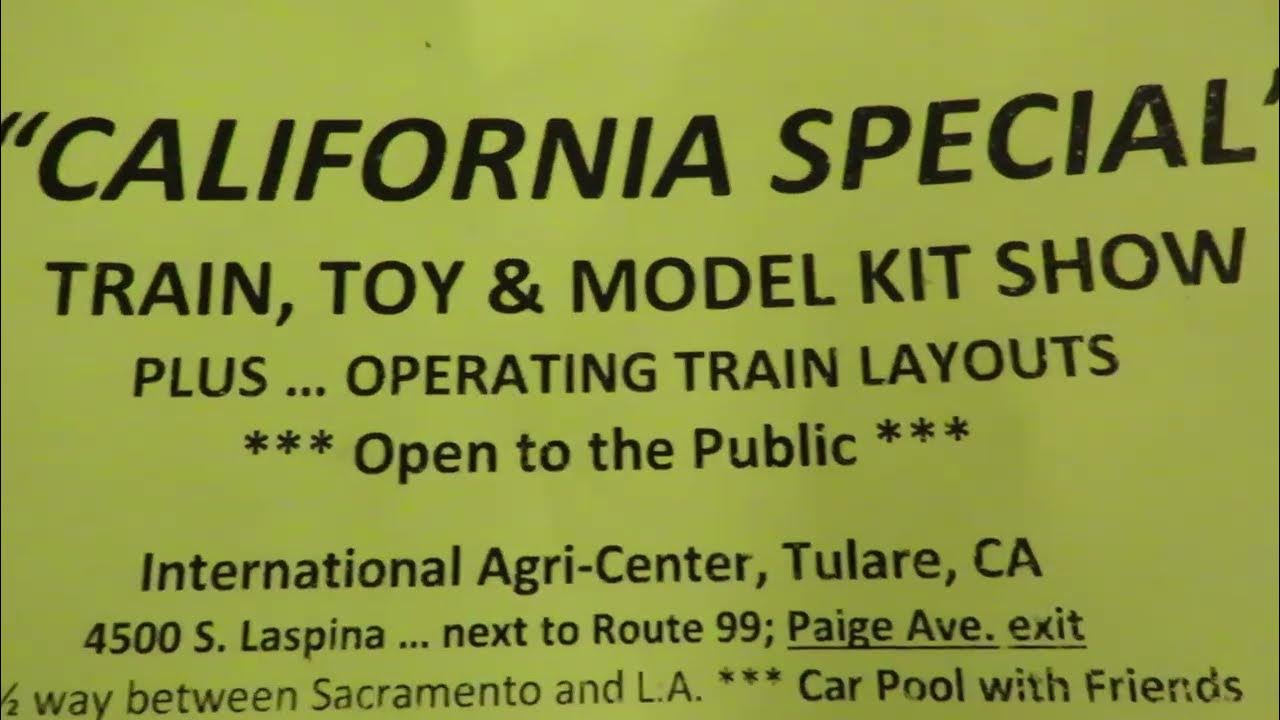 “CALIFORNIA SPECIAL”
TRAIN, TOY & MODEL KIT SHOW
PLUS ... OPERATING TRAIN LAYOUTS
*** Open to the Public ***
International Agri-Center, Tulare, CA
4500 S. Laspina ... next to Route 99; Paige Ave. exit
½ way between Sacramento and L.A. *** Car Pool with Friends